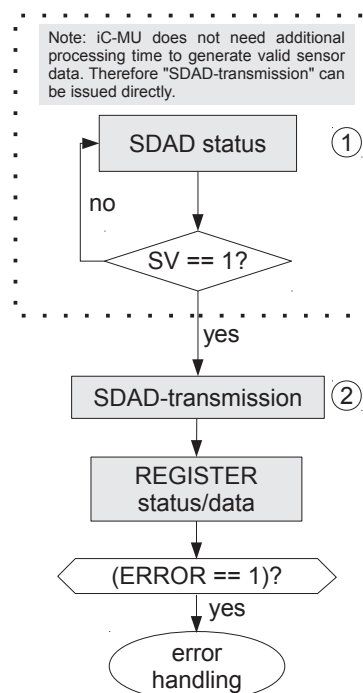 Note: iC-MU does not need additional
processing time to generate valid sensor
data. Therefore "SDAD-transmission" can
be issued directly.
SDAD status
1
no
SV == 1?
yes
SDAD-transmission
2
REGISTER
status/data
(ERROR == 1)?
yes
error
handling